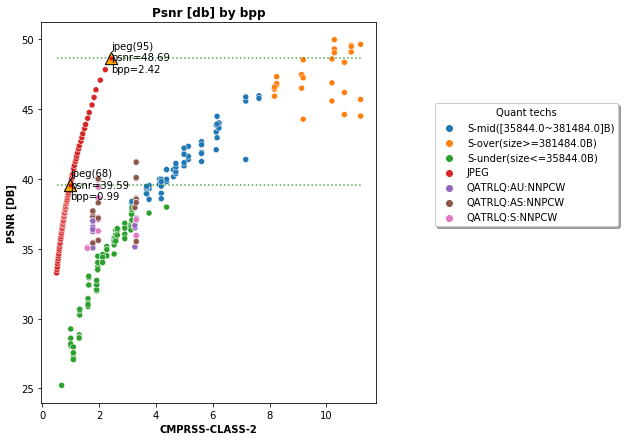 Psnr [db] by bpp
PSNR [DB]
50
45
40
35
30
25
jpeg(95)
psnr=48.69
bpp=2.42
jpeg(68)
psnr=39.59
bpp=0.99
0
2
4
6
8
10
CMPRSS-CLASS-2
Quant techs
S-mid([35844.0~381484.0]B)
S-over(size>=381484.0B)
S-under(size<=35844.0B)
JPEG
QATRLQ:AU:NNPCW
QATRLQ:AS:NNPCW
QATRLQ:S:NNPCW